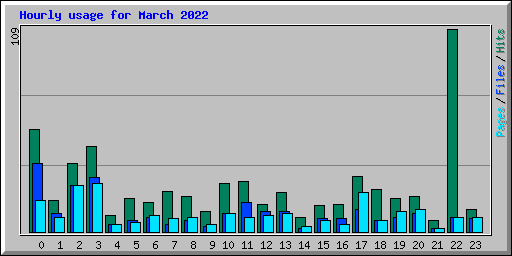 Hourly usage for March 2022
109
Pages/Files/Hits
0 1 2 3 4 5 6 7 8 9 10 11 12 13 14 15 16 17 18 19 20 21 22 23